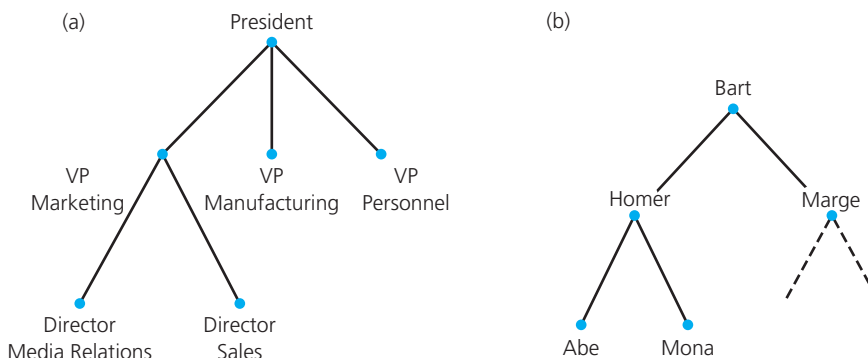 (a)
President
VP
Marketing
VP
Manufacturing
VP
Personnel
Director
Media Relations
Director
Sales
(b)
Bart
Homer
Marge
Abe
Mona